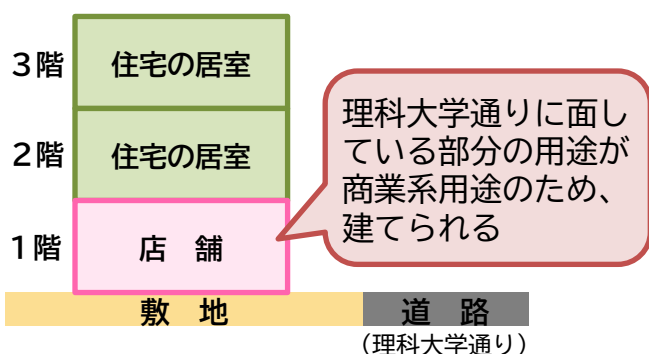 3階
住宅の居室
2階
住宅の居室
1階
店　舗
理科大学通りに面し
ている部分の用途が
商業系用途のため、
建てられる
敷　地
道　路
(理科大学通り)